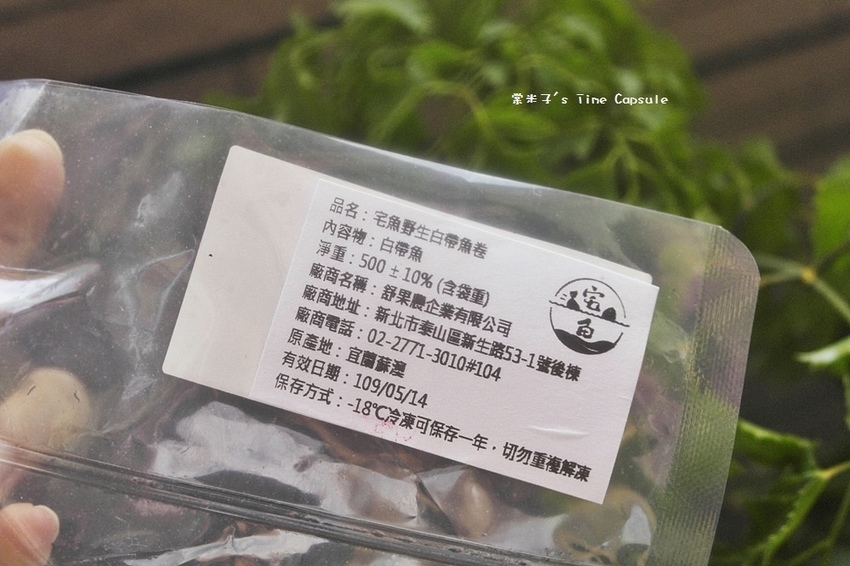 常米子's Time Capsule
品名：宅魚野生白帶魚卷
內容物：白帶魚
淨重：500 ± 10% (含袋重)
廠商名稱：舒果農企業有限公司
廠商地址：新北市泰山區新生路53-1號後棟
廠商電話：02-2771-3010#104
原產地：宜蘭蘇澳
有效日期：109/05/14
保存方式：-18℃冷凍可保存一年，切勿重複解凍
宅魚